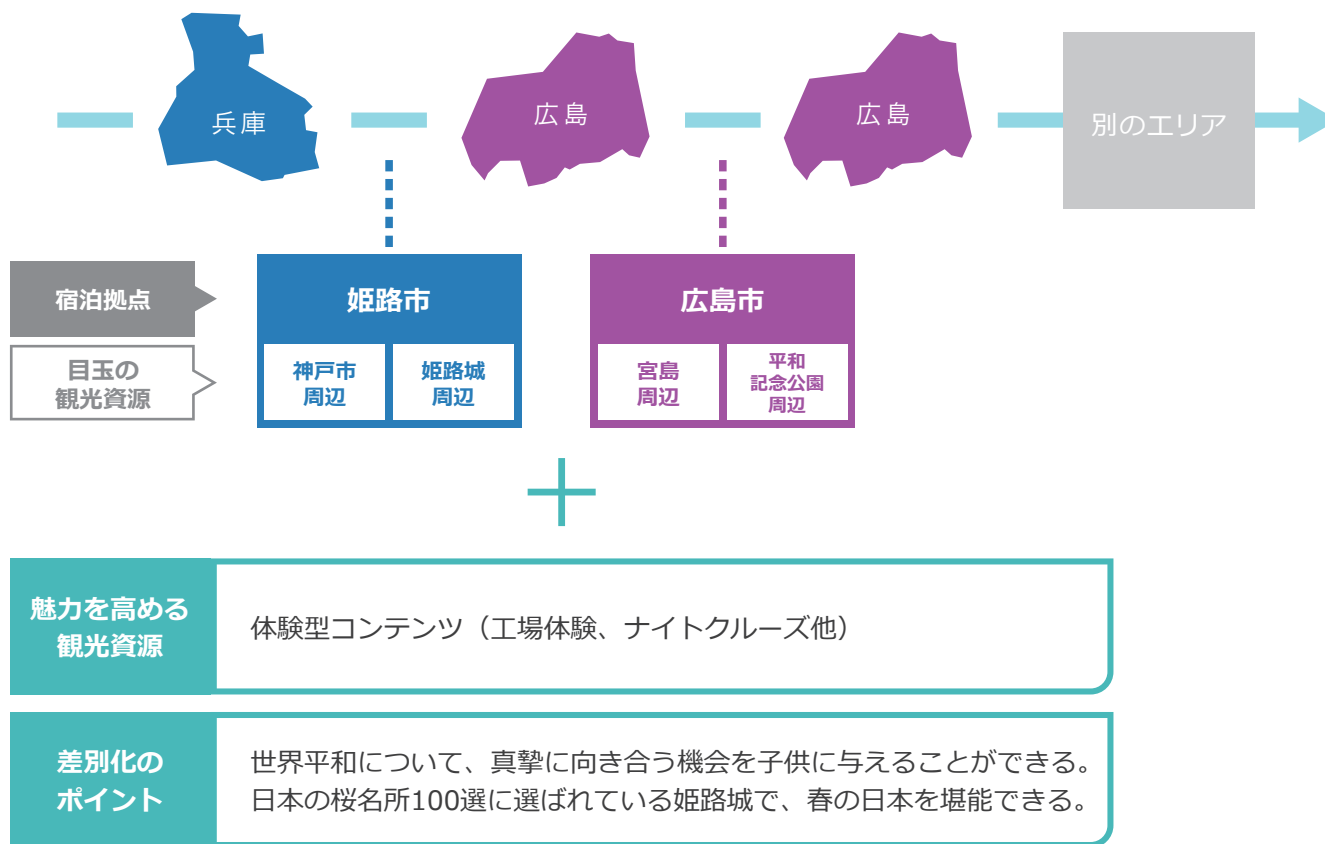 兵庫
広島
広島
別のエリア
宿泊拠点
姫路市
広島市
目玉の
観光資源
神戸市
周辺
姫路城
周辺
宮島
周辺
平和
記念公園
周辺
魅力を高める
観光資源
体験型コンテンツ（工場体験、ナイトクルーズ他）
差別化の
ポイント
世界平和について、真摯に向き合う機会を子供に与えることができる。
日本の桜名所100選に選ばれている姫路城で、春の日本を堪能できる。